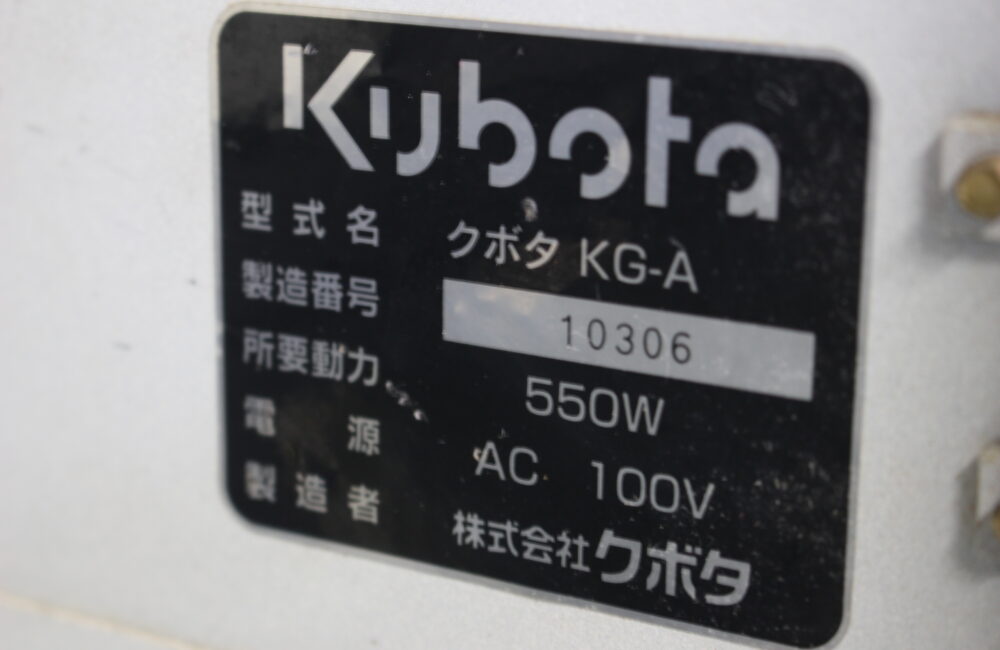 Kubota
型式名 クボタ KG-A
製造番号 10306
所要動力 550W
電源 AC 100V
製造者 株式会社クボタ